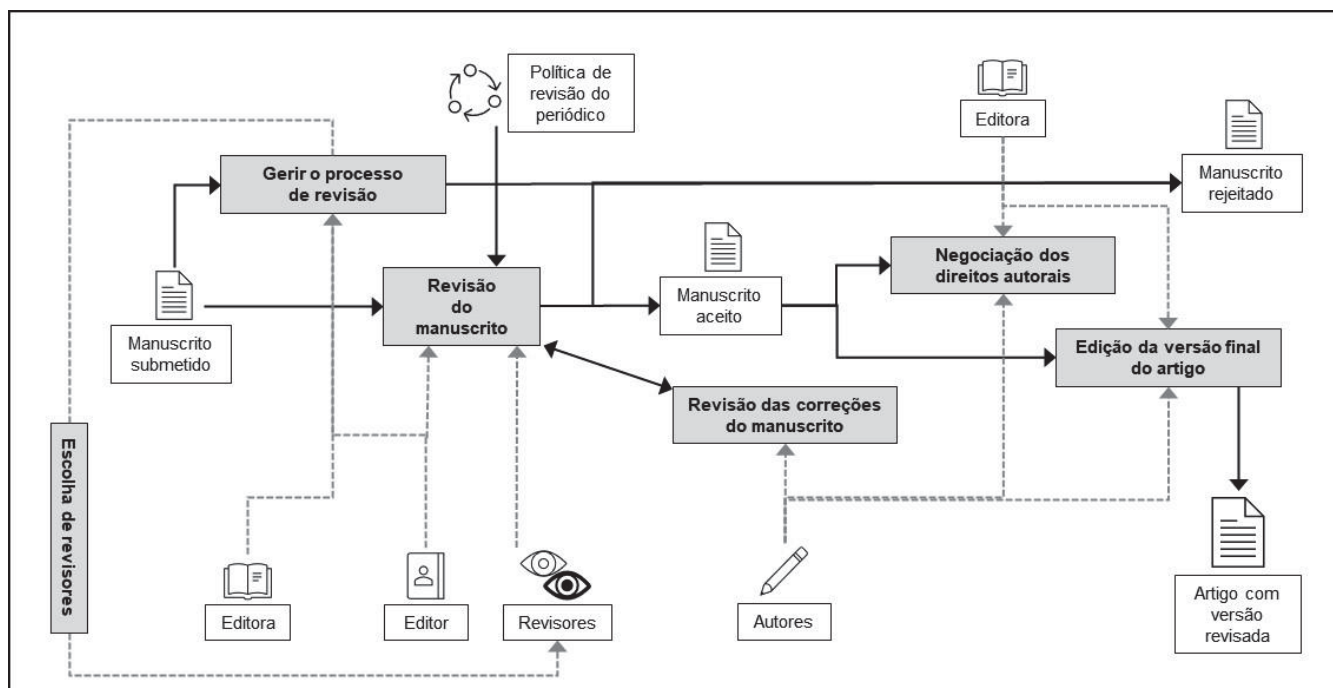 Política de
revisão do
periódico
Editora
Manuscrito
rejeitado
Gerir o processo
de revisão
Negociação dos
direitos autorais
Revisão
do
manuscrito
Manuscrito
aceito
Manuscrito
submetido
Edição da versão final
do artigo
Revisão das correções
do manuscrito
Escolha de revisores
Editora
Editor
Revisores
Autores
Artigo com
versão
revisada